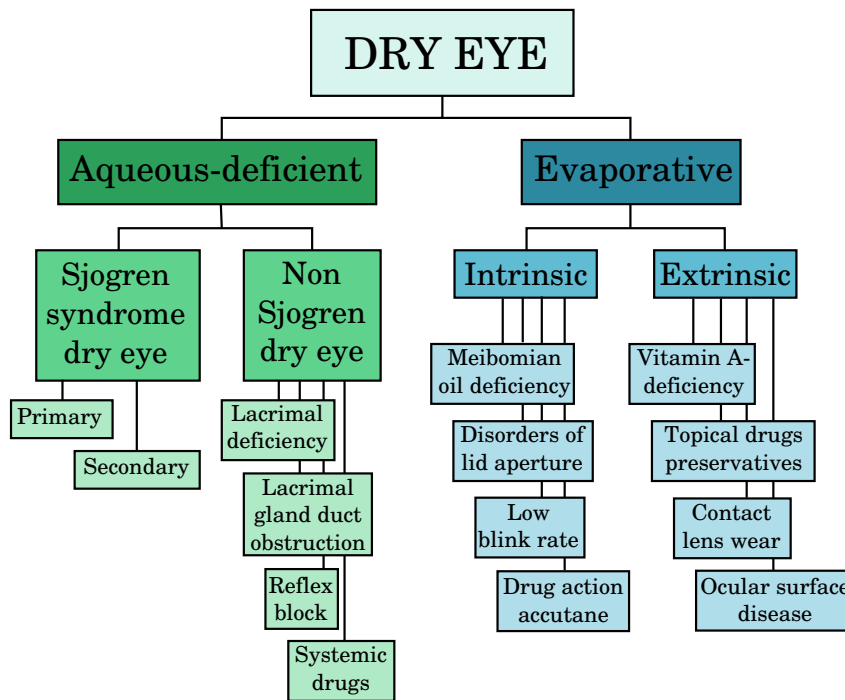 DRY EYE
Aqueous-deficient
Evaporative
Sjogren
syndrome
dry eye
Non
Sjogren
dry eye
Intrinsic
Extrinsic
Primary
Secondary
Lacrimal
deficiency
Lacrimal
gland duct
obstruction
Reflex
block
Systemic
drugs
Meibomian
oil deficiency
Disorders of
lid aperture
Low
blink rate
Drug action
accutane
Vitamin A-
deficiency
Topical drugs
preservatives
Contact
lens wear
Ocular surface
disease